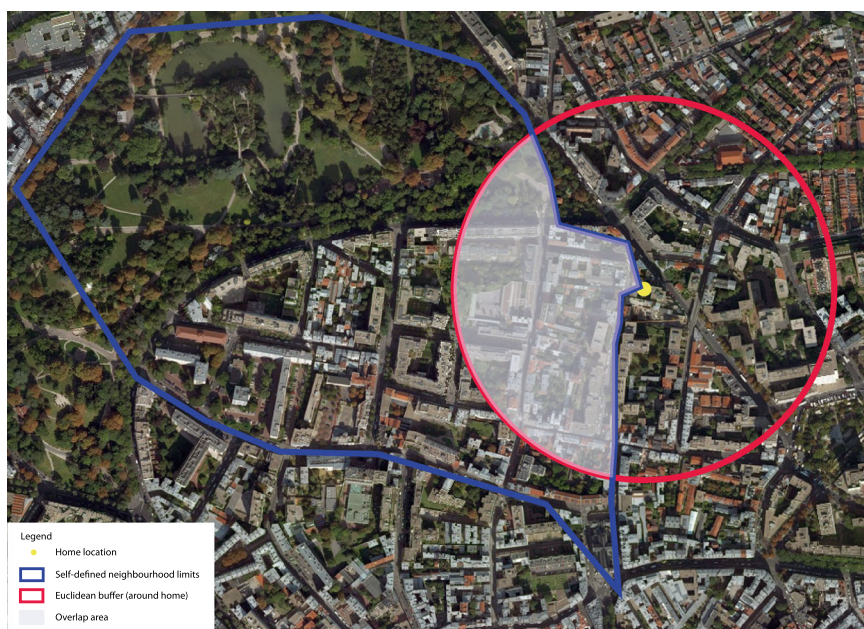 Legend
Home location
Self-defined neighbourhood limits
Euclidean buffer (around home)
Overlap area